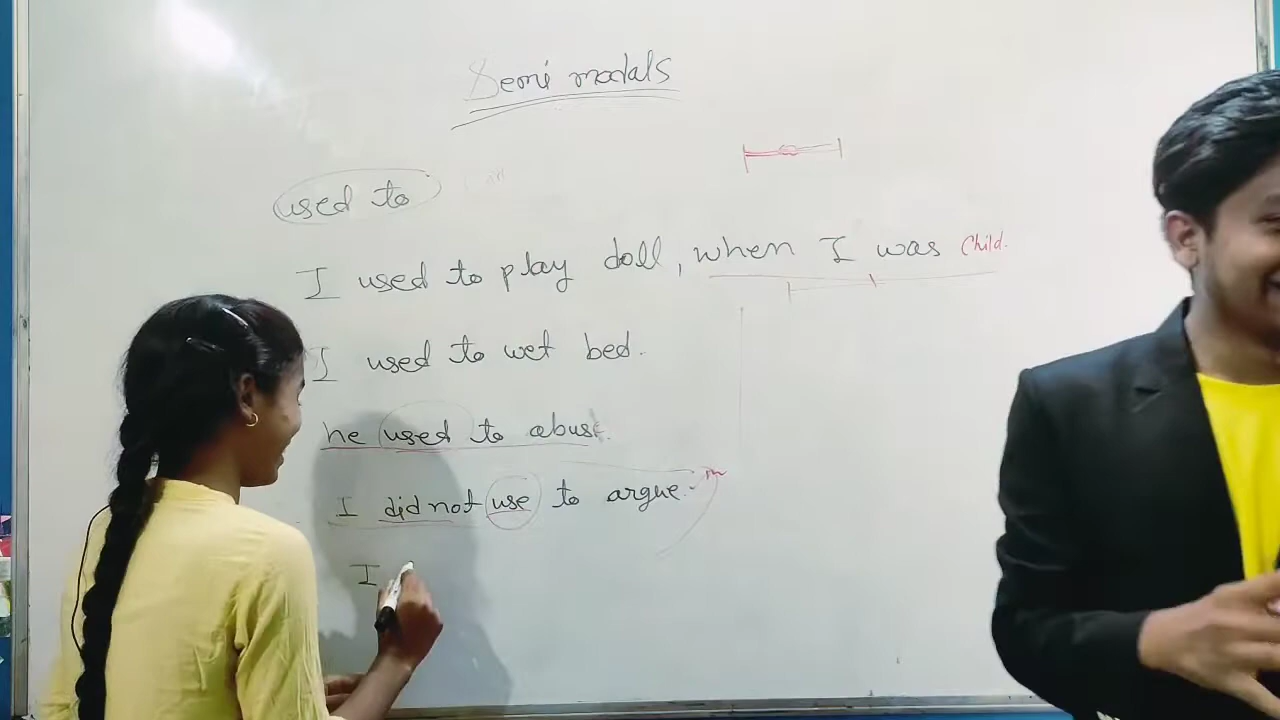 Semi modals
used to
I used to play doll, when I was child.
I used to wet bed.
he used to abuse.
I did not use to argue.
I